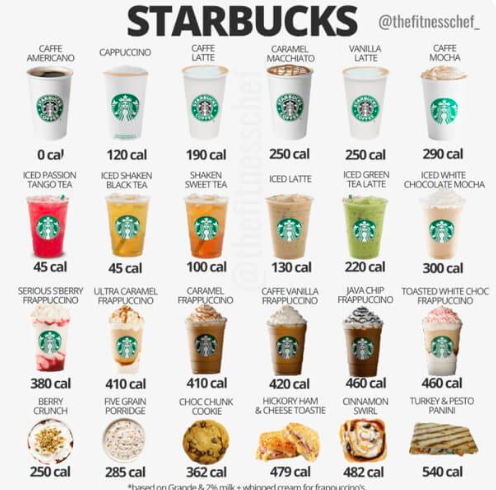 STARBUCKS
@thefitnesschef_
CAFFE AMERICANO
0 cal
CAPPUCCINO
120 cal
CAFFE LATTE
190 cal
CARAMEL MACCHIATO
250 cal
VANILLA LATTE
250 cal
CAFFE MOCHA
290 cal
ICED PASSION TANGO TEA
45 cal
ICED SHAKEN BLACK TEA
45 cal
SHAKEN SWEET TEA
100 cal
ICED LATTE
130 cal
ICED GREEN TEA LATTE
220 cal
ICED WHITE CHOCOLATE MOCHA
300 cal
SERIOUS S'BERRY FRAPPUCCINO
380 cal
ULTRA CARAMEL FRAPPUCCINO
410 cal
CARAMEL FRAPPUCCINO
410 cal
CAFFE VANILLA FRAPPUCCINO
420 cal
JAVA CHIP FRAPPUCCINO
460 cal
TOASTED WHITE CHOC FRAPPUCCINO
460 cal
BERRY CRUNCH
250 cal
FIVE GRAIN PORRIDGE
285 cal
CHOC CHUNK COOKIE
362 cal
HICKORY HAM & CHEESE TOASTIE
479 cal
CINNAMON SWIRL
482 cal
TURKEY & PESTO PANINI
540 cal
*based on Grande & 2% milk + whipped cream for frappuccino's
@thefitnesschef